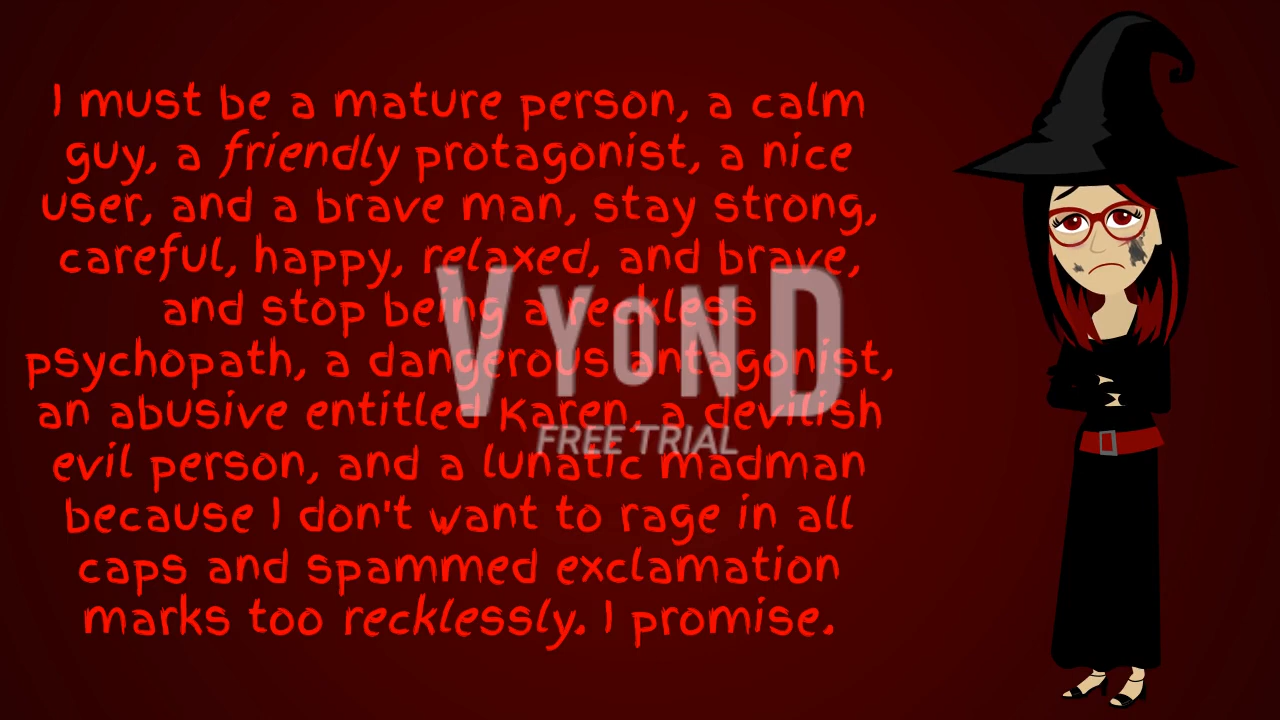 I must be a mature person, a calm
guy, a friendly protagonist, a nice
user, and a brave man, stay strong,
careful, happy, relaxed, and brave,
and stop being a reckless
psychopath, a dangerous antagonist,
an abusive entitled Karen, a devilish
evil person, and a lunatic madman
because I don't want to rage in all
caps and spammed exclamation
marks too recklessly. I promise.
VYOND
FREE TRIAL